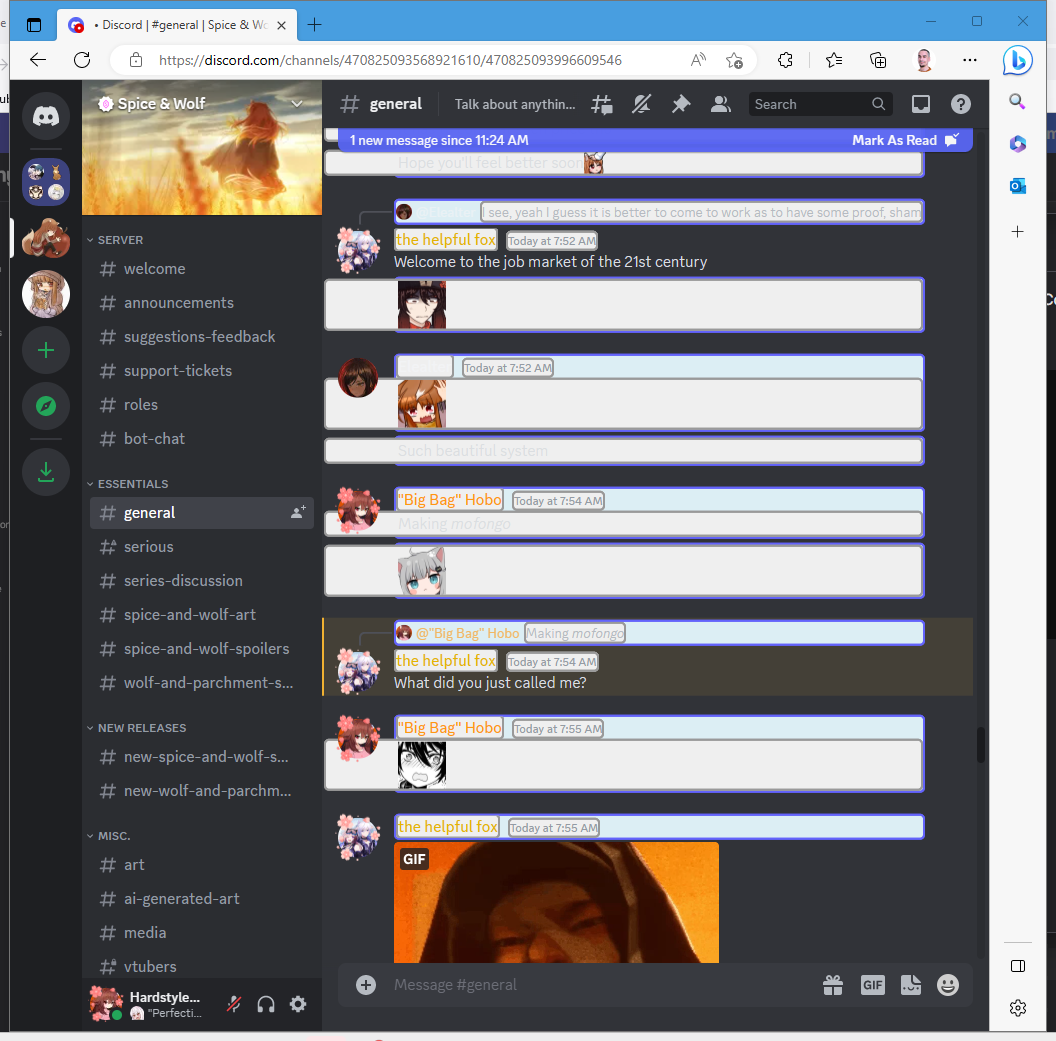 • Discord | #general | Spice & Wo
https://discord.com/channels/470825093568921610/470825093996609546
Spice & Wolf
general
Talk about anythin...
Search
1 new message since 11:24 AM
Mark As Read
Hope you'll feel better soon
I see, yeah I guess it is better to come to work as to have some proof, sham
the helpful fox Today at 7:52 AM
Welcome to the job market of the 21st century
Today at 7:52 AM
Such beautiful system
"Big Bag" Hobo Today at 7:54 AM
Making mofongo
@"Big Bag" Hobo Making mofongo
the helpful fox Today at 7:54 AM
What did you just called me?
"Big Bag" Hobo Today at 7:55 AM
the helpful fox Today at 7:55 AM
GIF
Message #general
GIF
SERVER
welcome
announcements
suggestions-feedback
support-tickets
roles
bot-chat
ESSENTIALS
general
serious
series-discussion
spice-and-wolf-art
spice-and-wolf-spoilers
wolf-and-parchment-s...
NEW RELEASES
new-spice-and-wolf-s...
new-wolf-and-parchm...
MISC.
art
ai-generated-art
media
vtubers
Hardstyle...
"Perfecti...